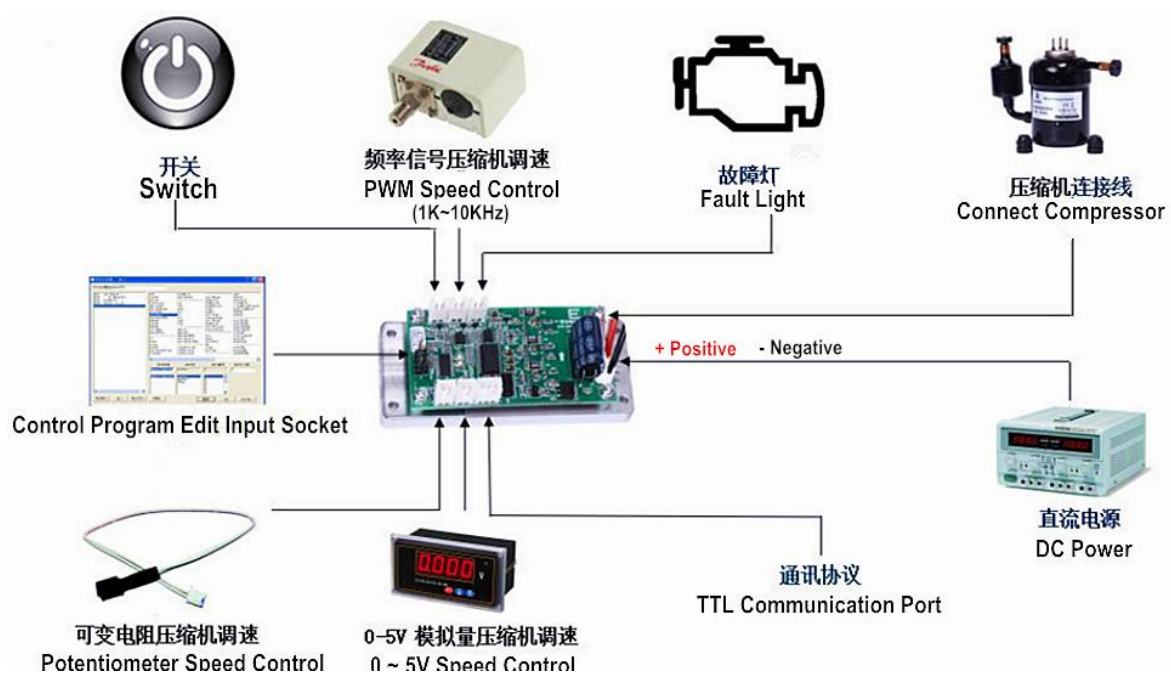 开关
Switch
频率信号压缩机调速
PWM Speed Control
(1K~10KHz)
故障灯
Fault Light
压缩机连接线
Connect Compressor
+ Positive - Negative
Control Program Edit Input Socket
直流电源
DC Power
通讯协议
TTL Communication Port
可变电阻压缩机调速
Potentiometer Speed Control
0.000 V
0-5V 模拟量压缩机调速
0 ~ 5V Speed Control